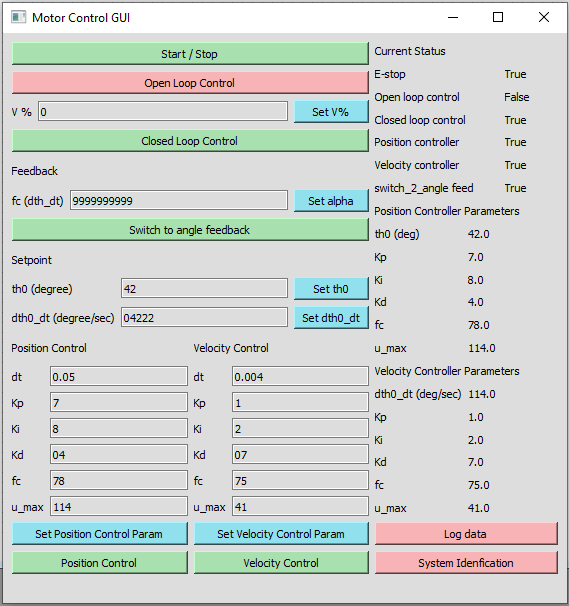 Motor Control GUI
Start / Stop
Open Loop Control
V % 0 Set V%
Closed Loop Control
Feedback
fc (dth_dt) 9999999999 Set alpha
Switch to angle feedback
Setpoint
th0 (degree) 42 Set th0
dth0_dt (degree/sec) 04222 Set dth0_dt
Position Control
dt 0.05
Kp 7
Ki 8
Kd 04
fc 78
u_max 114
Set Position Control Param
Position Control
Velocity Control
dt 0.004
Kp 1
Ki 2
Kd 07
fc 75
u_max 41
Set Velocity Control Param
Velocity Control
Current Status
E-stop True
Open loop control False
Closed loop control True
Position controller True
Velocity controller True
switch_2_angle feed True
Position Controller Parameters
th0 (deg) 42.0
Kp 7.0
Ki 8.0
Kd 4.0
fc 78.0
u_max 114.0
Velocity Controller Parameters
dth0_dt (deg/sec) 114.0
Kp 1.0
Ki 2.0
Kd 7.0
fc 75.0
u_max 41.0
Log data
System Idenfication